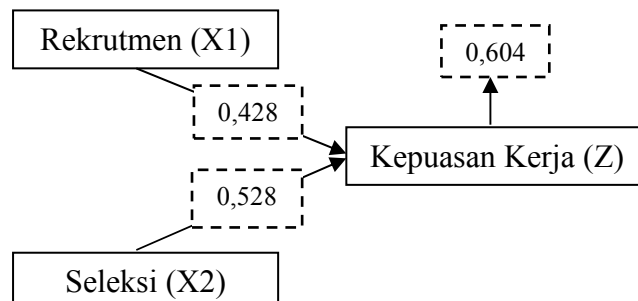 Rekrutmen (X1)
0,604
0,428
Kepuasan Kerja (Z)
0,528
Seleksi (X2)